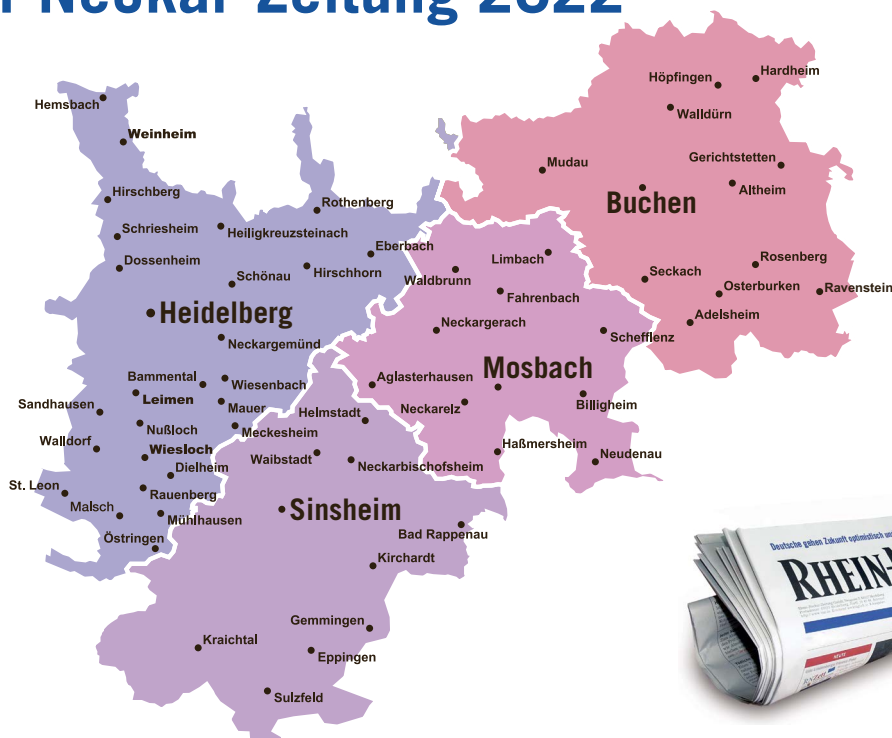 r Neckar-Zeitung 2022
Hemsbach
Weinheim
Hirschberg
Schriesheim
Dossenheim
Heiligkreuzsteinach
Rothenberg
Eberbach
Hirschhorn
Schönau
Heidelberg
Neckargemünd
Bammental
Wiesenbach
Leimen
Mauer
Sandhausen
Nußloch
Meckesheim
Walldorf
Wiesloch
Dielheim
St. Leon
Rauenberg
Malsch
Mühlhausen
Östringen
Höpfingen
Hardheim
Walldürn
Mudau
Gerichtstetten
Altheim
Buchen
Rosenberg
Seckach
Osterburken
Ravenstein
Adelsheim
Limbach
Waldbrunn
Fahrenbach
Neckargerach
Schefflenz
Mosbach
Aglasterhausen
Neckarelz
Billigheim
Haßmersheim
Neudenau
Helmstadt
Waibstadt
Neckarbischofsheim
Sinsheim
Bad Rappenau
Kirchardt
Gemmingen
Kraichtal
Eppingen
Sulzfeld
Deutsche gehen Zukunft optimistisch und
RHEIN-
HEUTE